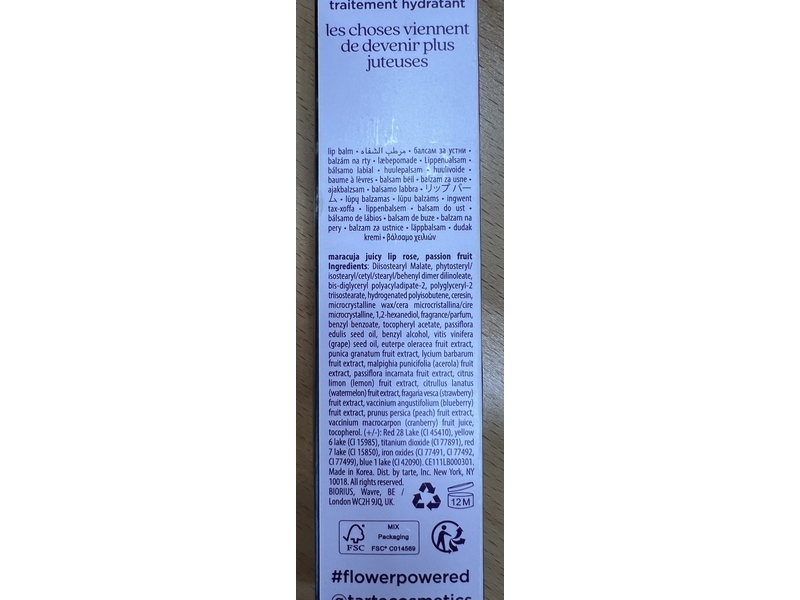 traitement hydratant
les choses viennent
de devenir plus
juteuses
lip balm • مرطب الشفاه • балсам за устни •
balzám na rty • læbepomade • Lippenbalsam •
bálsamo labial • huulepalsam • huulivoide •
baume à lèvres • balsam béil • balzam za usne •
ajakbalzsam • balsamo labbra • リップ バー
ム • lūpų balzamas • lūpu balzāms • ingwent
tax-xoffa • lippenbalsem • balsam do ust •
bálsamo de lábios • balsam de buze • balzam na
pery • balzam za ustnice • läppbalsam • dudak
kremi • βάλσαμο χειλιών
maracuja juicy lip rose, passion fruit
Ingredients: Diisostearyl Malate, phytosteryl/
isostearyl/cetyl/stearyl/behenyl dimer dilinoleate,
bis-diglyceryl polyacyladipate-2, polyglyceryl-2
triisostearate, hydrogenated polyisobutene, ceresin,
microcrystalline wax/cera microcristallina/cire
microcrystalline, 1,2-hexanediol, fragrance/parfum,
benzyl benzoate, tocopheryl acetate, passiflora
edulis seed oil, benzyl alcohol, vitis vinifera
(grape) seed oil, euterpe oleracea fruit extract,
punica granatum fruit extract, lycium barbarum
fruit extract, malpighia punicifolia (acerola) fruit
extract, passiflora incarnata fruit extract, citrus
limon (lemon) fruit extract, citrullus lanatus
(watermelon) fruit extract, fragaria vesca (strawberry)
fruit extract, vaccinium angustifolium (blueberry)
fruit extract, prunus persica (peach) fruit extract,
vaccinium macrocarpon (cranberry) fruit juice,
tocopherol. (+/-): Red 28 Lake (CI 45410), yellow
6 lake (CI 15985), titanium dioxide (CI 77891), red
7 lake (CI 15850), iron oxides (CI 77491, CI 77492,
CI 77499), blue 1 lake (CI 42090). CE111LB000301.
Made in Korea. Dist. by tarte, Inc. New York, NY
10018. All rights reserved.
BIORIUS, Wavre, BE /
London WC2H 9JQ, UK.
12M
FSC
MIX
Packaging
FSC® C014589
#flowerpowered
@tartecosmetics